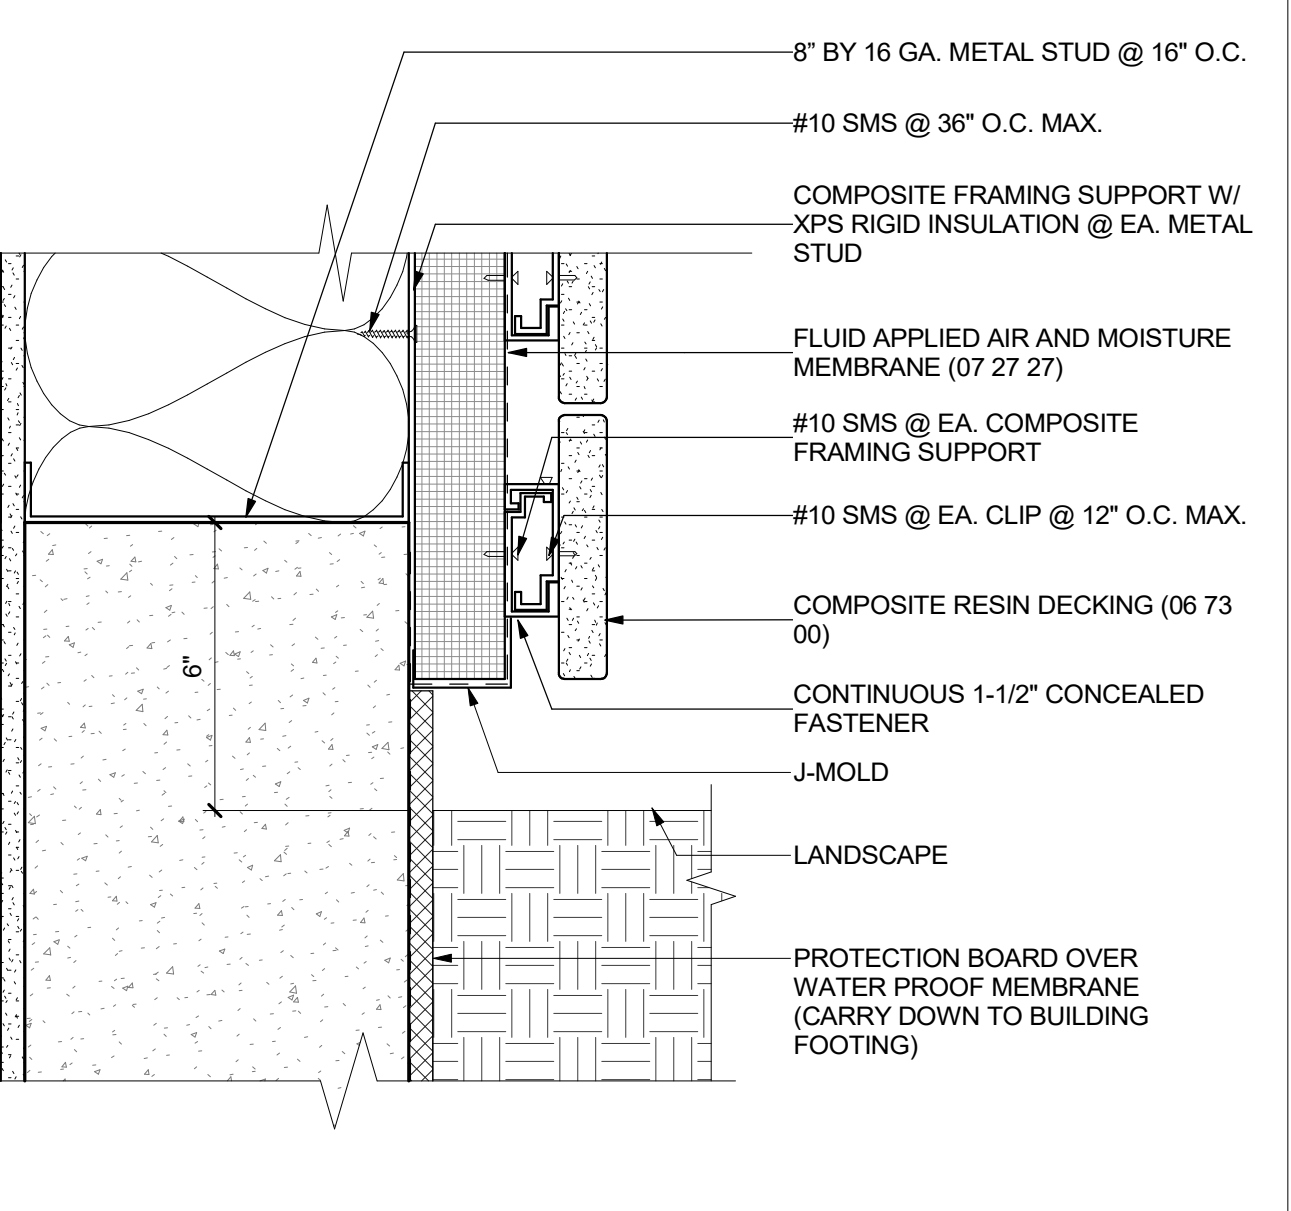 8” BY 16 GA. METAL STUD @ 16" O.C.
#10 SMS @ 36" O.C. MAX.
COMPOSITE FRAMING SUPPORT W/
XPS RIGID INSULATION @ EA. METAL
STUD
FLUID APPLIED AIR AND MOISTURE
MEMBRANE (07 27 27)
#10 SMS @ EA. COMPOSITE
FRAMING SUPPORT
#10 SMS @ EA. CLIP @ 12" O.C. MAX.
COMPOSITE RESIN DECKING (06 73
00)
6"
CONTINUOUS 1-1/2" CONCEALED
FASTENER
J-MOLD
LANDSCAPE
PROTECTION BOARD OVER
WATER PROOF MEMBRANE
(CARRY DOWN TO BUILDING
FOOTING)